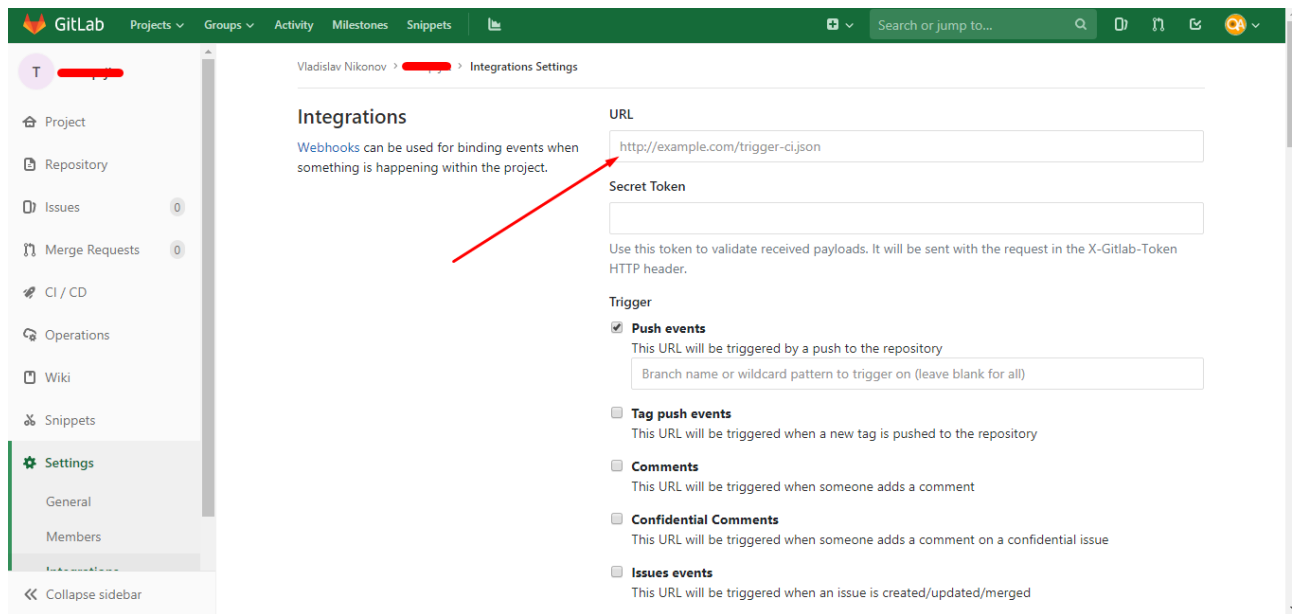 GitLab Projects Groups Activity Milestones Snippets Search or jump to... QA
T
Project
Repository
Issues 0
Merge Requests 0
CI / CD
Operations
Wiki
Snippets
Settings
General
Members
Integrations
Collapse sidebar
Vladislav Nikonov > > Integrations Settings
Integrations
Webhooks can be used for binding events when
something is happening within the project.
URL
http://example.com/trigger-ci.json
Secret Token
Use this token to validate received payloads. It will be sent with the request in the X-Gitlab-Token
HTTP header.
Trigger
Push events
This URL will be triggered by a push to the repository
Branch name or wildcard pattern to trigger on (leave blank for all)
Tag push events
This URL will be triggered when a new tag is pushed to the repository
Comments
This URL will be triggered when someone adds a comment
Confidential Comments
This URL will be triggered when someone adds a comment on a confidential issue
Issues events
This URL will be triggered when an issue is created/updated/merged